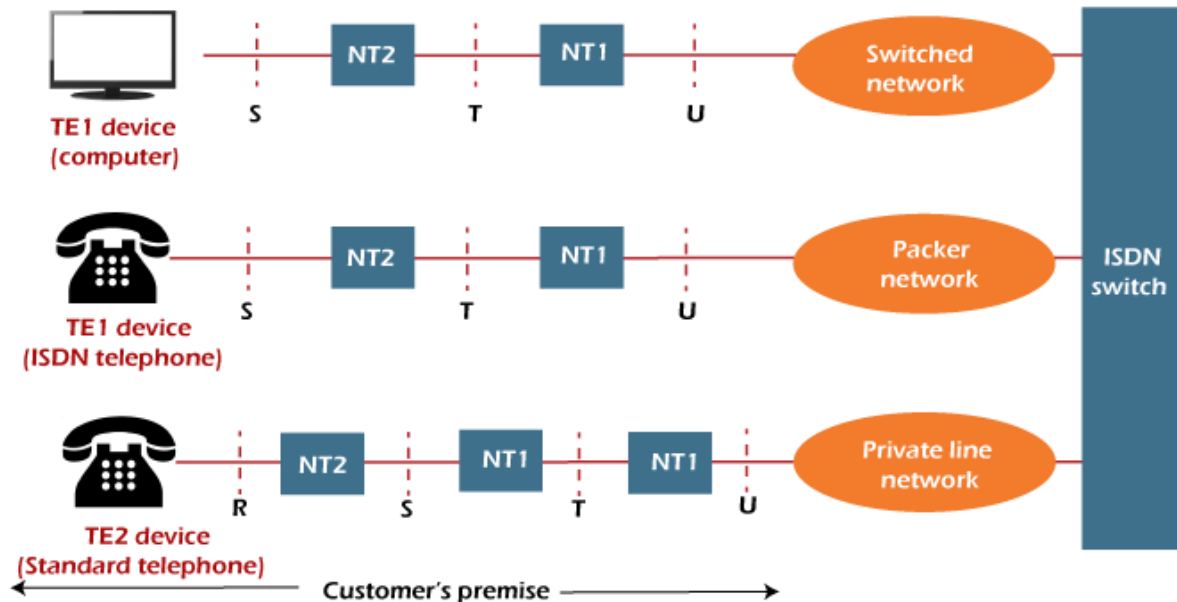 NT2
NT1
Switched
network
S
T
U
TE1 device
(computer)
ISDN
switch
NT2
NT1
Packer
network
S
T
U
TE1 device
(ISDN telephone)
NT2
NT1
NT1
Private line
network
R
S
T
U
TE2 device
(Standard telephone)
Customer's premise